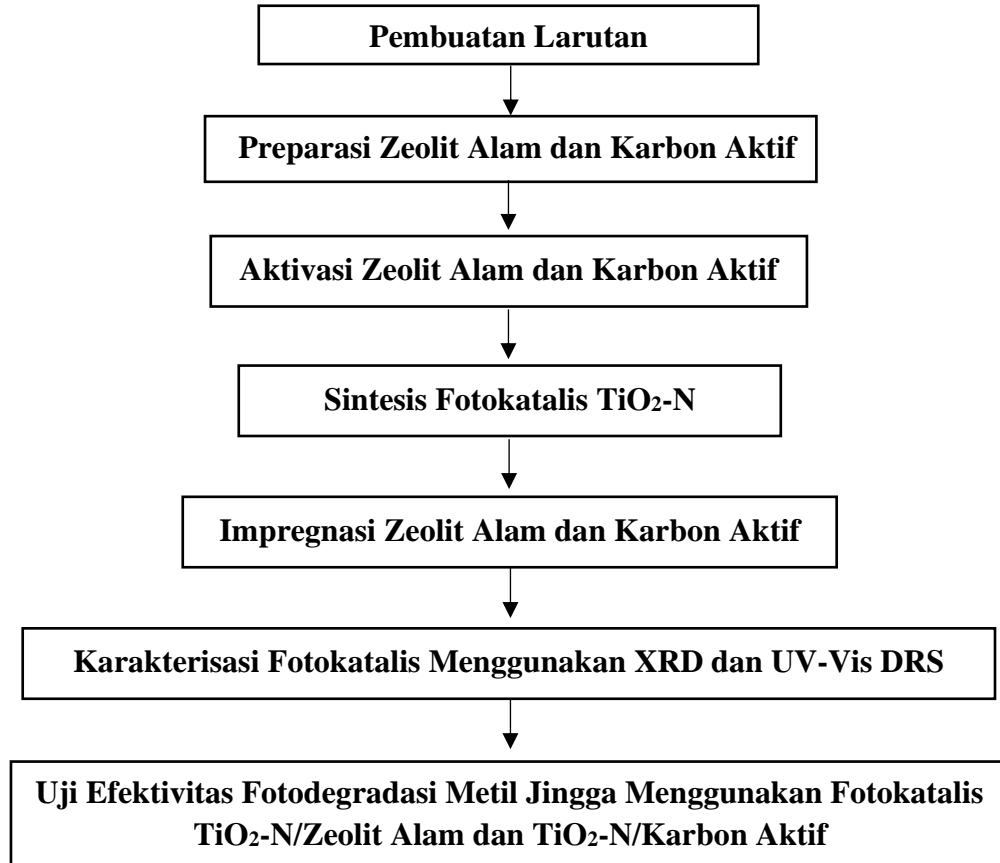 Pembuatan Larutan
Preparasi Zeolit Alam dan Karbon Aktif
Aktivasi Zeolit Alam dan Karbon Aktif
Sintesis Fotokatalis TiO₂-N
Impregnasi Zeolit Alam dan Karbon Aktif
Karakterisasi Fotokatalis Menggunakan XRD dan UV-Vis DRS
Uji Efektivitas Fotodegradasi Metil Jingga Menggunakan Fotokatalis
TiO₂-N/Zeolit Alam dan TiO₂-N/Karbon Aktif